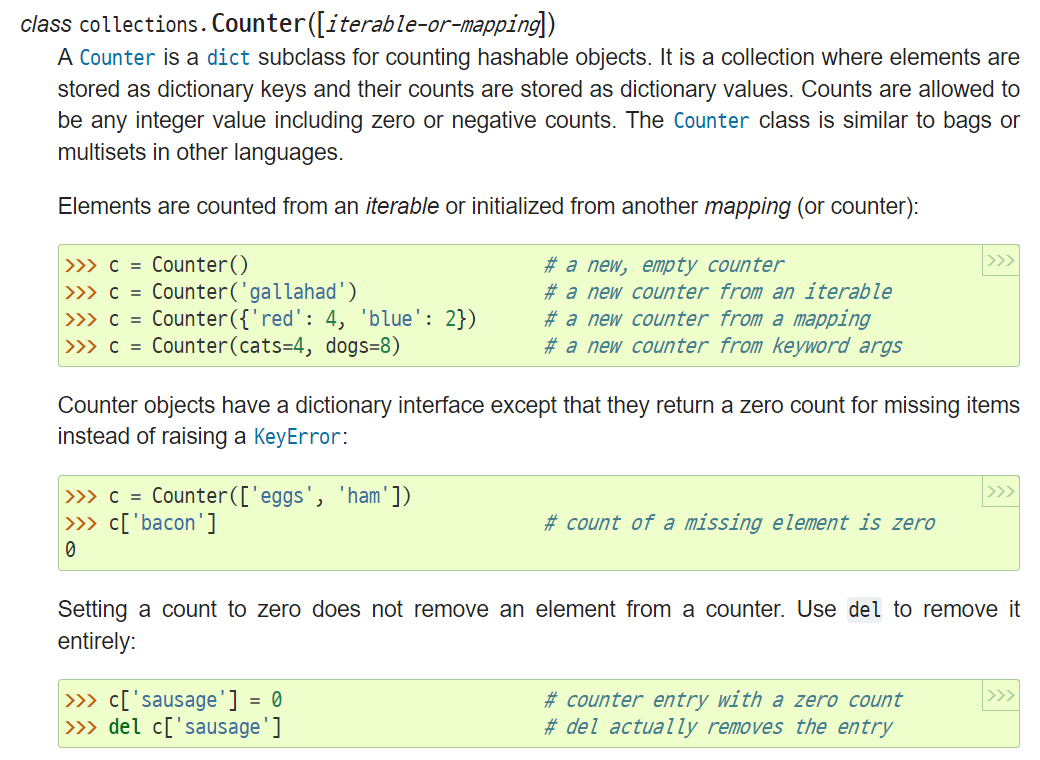 class collections.Counter([iterable-or-mapping])
A Counter is a dict subclass for counting hashable objects. It is a collection where elements are
stored as dictionary keys and their counts are stored as dictionary values. Counts are allowed to
be any integer value including zero or negative counts. The Counter class is similar to bags or
multisets in other languages.
Elements are counted from an iterable or initialized from another mapping (or counter):
>>>
>>> c = Counter()                           # a new, empty counter
>>> c = Counter('gallahad')                 # a new counter from an iterable
>>> c = Counter({'red': 4, 'blue': 2})      # a new counter from a mapping
>>> c = Counter(cats=4, dogs=8)             # a new counter from keyword args
Counter objects have a dictionary interface except that they return a zero count for missing items
instead of raising a KeyError:
>>>
>>> c = Counter(['eggs', 'ham'])
>>> c['bacon']                              # count of a missing element is zero
0
Setting a count to zero does not remove an element from a counter. Use del to remove it
entirely:
>>>
>>> c['sausage'] = 0                        # counter entry with a zero count
>>> del c['sausage']                        # del actually removes the entry